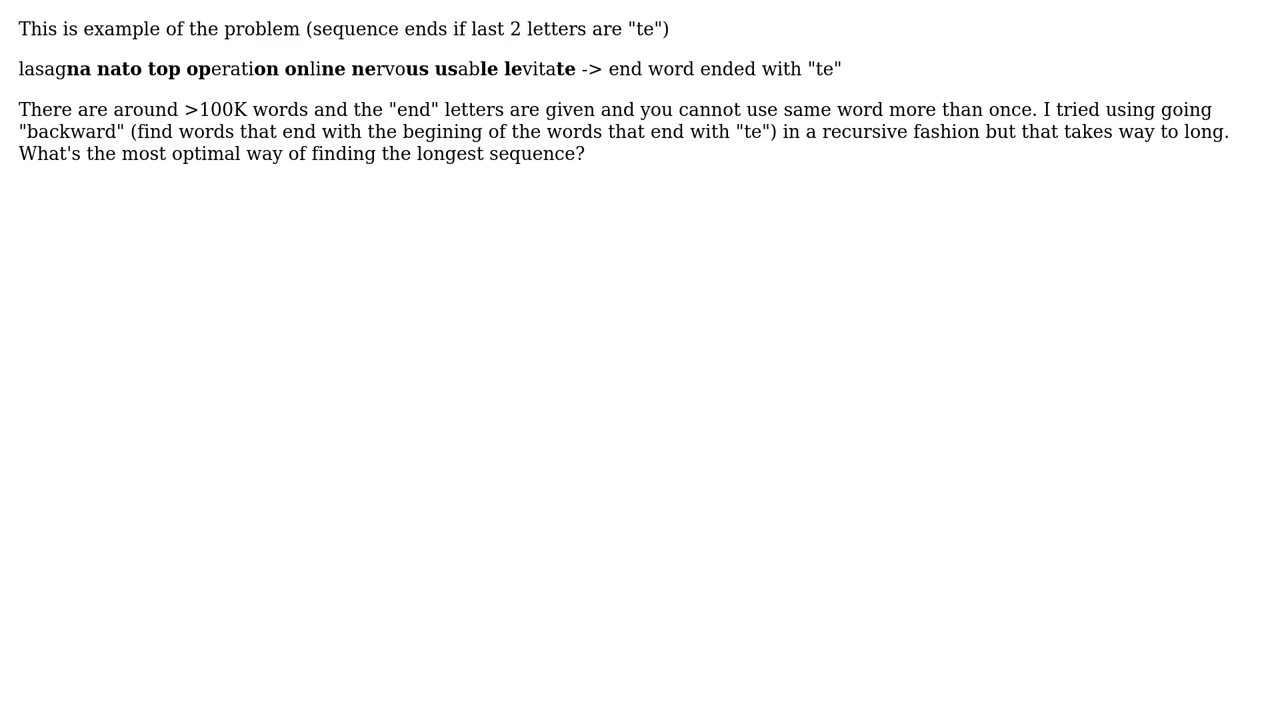 This is example of the problem (sequence ends if last 2 letters are "te")
lasagna nato top operation online nervous usable levitate -> end word ended with "te"
There are around >100K words and the "end" letters are given and you cannot use same word more than once. I tried using going
"backward" (find words that end with the begining of the words that end with "te") in a recursive fashion but that takes way to long.
What's the most optimal way of finding the longest sequence?